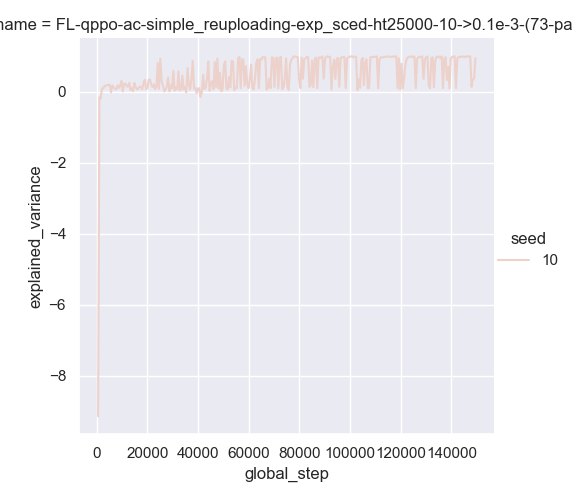 name = FL-qppo-ac-simple_reuploading-exp_sced-ht25000-10->0.1e-3-(73-pa
0
−2
−4
−6
−8
explained_variance
seed
10
0 20000 40000 60000 80000 100000 120000 140000
global_step